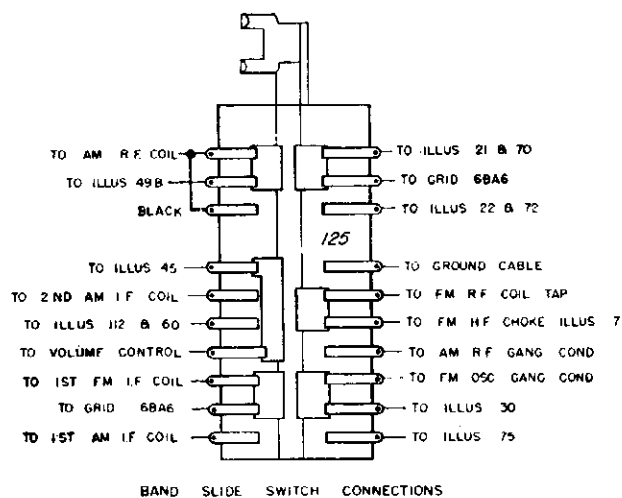 TO AM R.F. COIL
TO ILLUS 49B
BLACK
TO ILLUS 45
TO 2ND AM I.F COIL
TO ILLUS 112 & 60
TO VOLUME CONTROL
TO 1ST FM I.F COIL
TO GRID 6BA6
TO 1ST AM I.F COIL
TO ILLUS 21 & 70
TO GRID 6BA6
TO ILLUS 22 & 72
125
TO GROUND CABLE
TO FM R.F COIL TAP
TO FM H.F CHOKE ILLUS 7
TO AM R.F GANG COND
TO FM OSC GANG COND
TO ILLUS 30
TO ILLUS 75
BAND SLIDE SWITCH CONNECTIONS